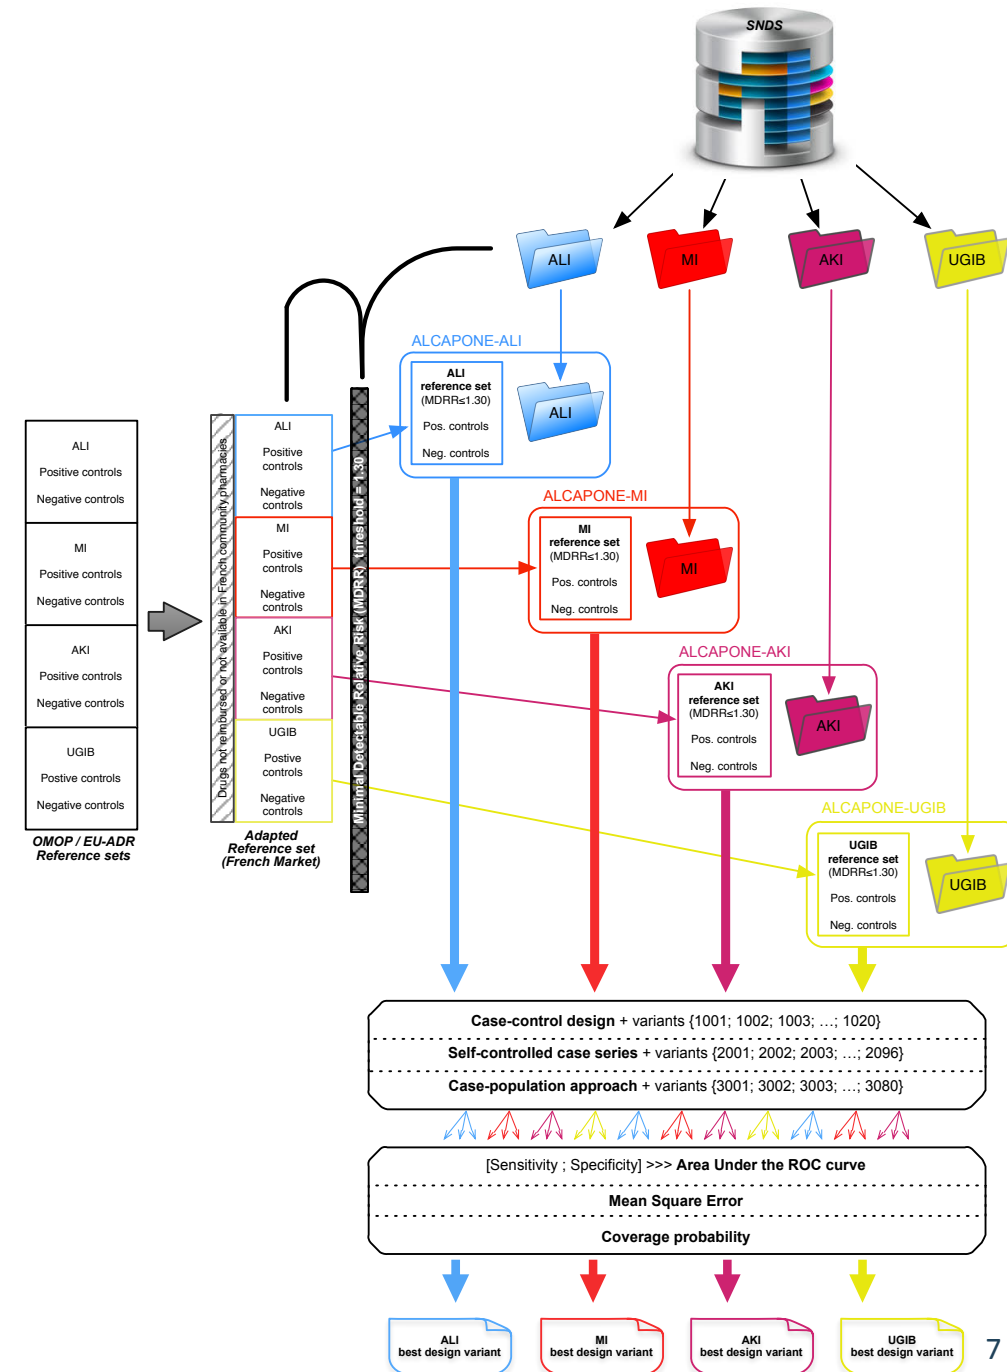 SNDS
ALI
MI
AKI
UGIB
ALCAPONE-ALI
ALI
reference set
(MDRR≤1.30)
Pos. controls
Neg. controls
ALI
ALCAPONE-MI
MI
reference set
(MDRR≤1.30)
Pos. controls
Neg. controls
MI
ALCAPONE-AKI
AKI
reference set
(MDRR≤1.30)
Pos. controls
Neg. controls
AKI
ALCAPONE-UGIB
UGIB
reference set
(MDRR≤1.30)
Pos. controls
Neg. controls
UGIB
ALI
Positive controls
Negative controls
MI
Positive controls
Negative controls
AKI
Positive controls
Negative controls
UGIB
Postive controls
Negative controls
OMOP / EU-ADR
Reference sets
Drugs not reimbursed or not available in French community pharmacies
ALI
Positive
controls
Negative
controls
MI
Positive
controls
Negative
controls
AKI
Positive
controls
Negative
controls
UGIB
Postive
controls
Negative
controls
Adapted
Reference set
(French Market)
Minimal Detectable Relative Risk (MDRR) (threshold = 1.30)
Case-control design + variants {1001; 1002; 1003; …; 1020}
Self-controlled case series + variants {2001; 2002; 2003; …; 2096}
Case-population approach + variants {3001; 3002; 3003; …; 3080}
[Sensitivity ; Specificity] >>> Area Under the ROC curve
Mean Square Error
Coverage probability
ALI
best design variant
MI
best design variant
AKI
best design variant
UGIB
best design variant
7